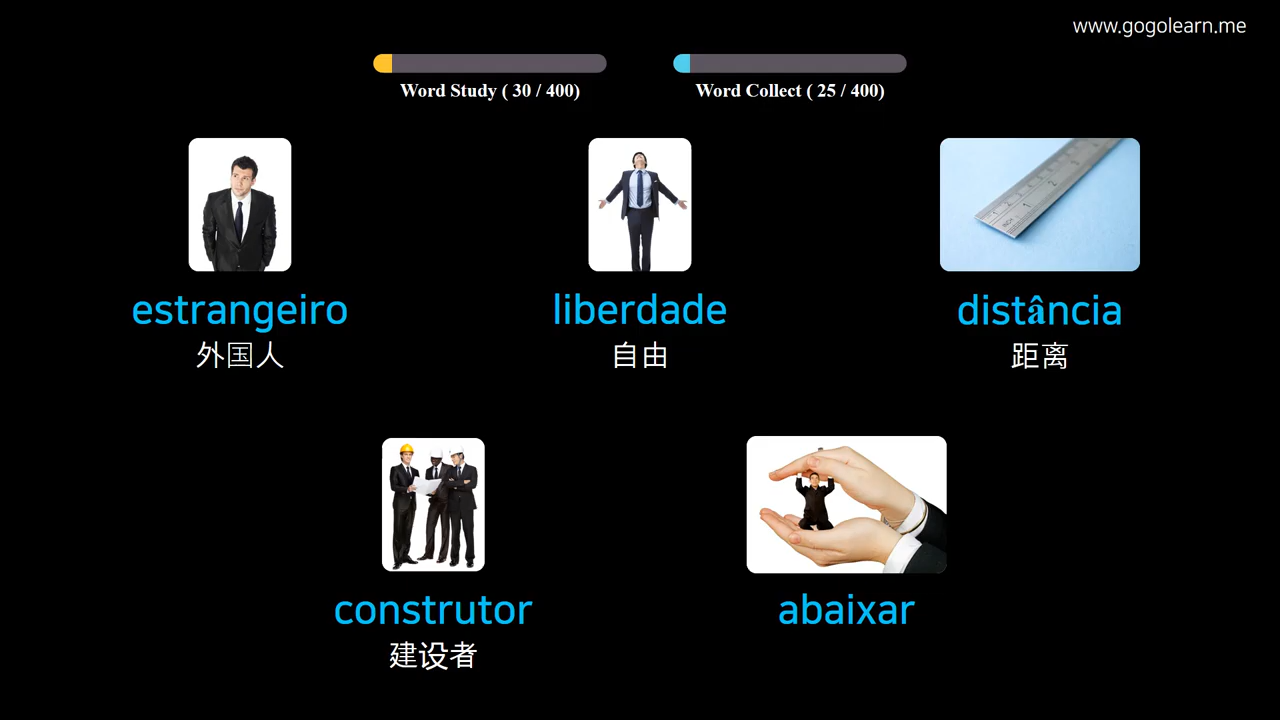 www.gogolearn.me
Word Study ( 30 / 400)
Word Collect ( 25 / 400)
estrangeiro
外国人
liberdade
自由
distância
距离
construtor
建设者
abaixar